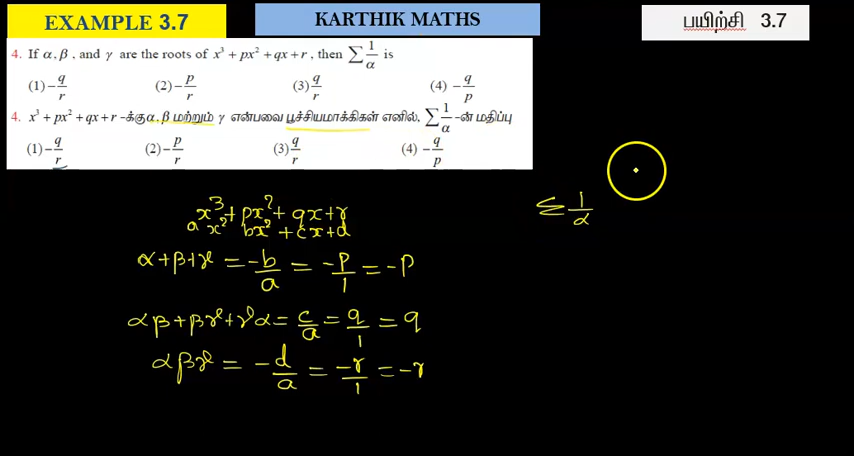 EXAMPLE 3.7
KARTHIK MATHS
பயிற்சி 3.7
4. If α, β, and γ are the roots of x³ + px² + qx + r, then ∑ 1/α is
(1) -q/r (2) -p/r (3) q/r (4) -q/p
4. x³ + px² + qx + r -க்கு α, β மற்றும் γ என்பவை பூச்சியமாக்கிகள் எனில், ∑ 1/α -ன் மதிப்பு
(1) -q/r (2) -p/r (3) q/r (4) -q/p
x³ + px² + qx + r
ax² bx² + cx + d
α + β + γ = -b/a = -p/1 = -p
αβ + βγ + γα = c/a = q/1 = q
αβγ = -d/a = -r/1 = -r
∑ 1/α